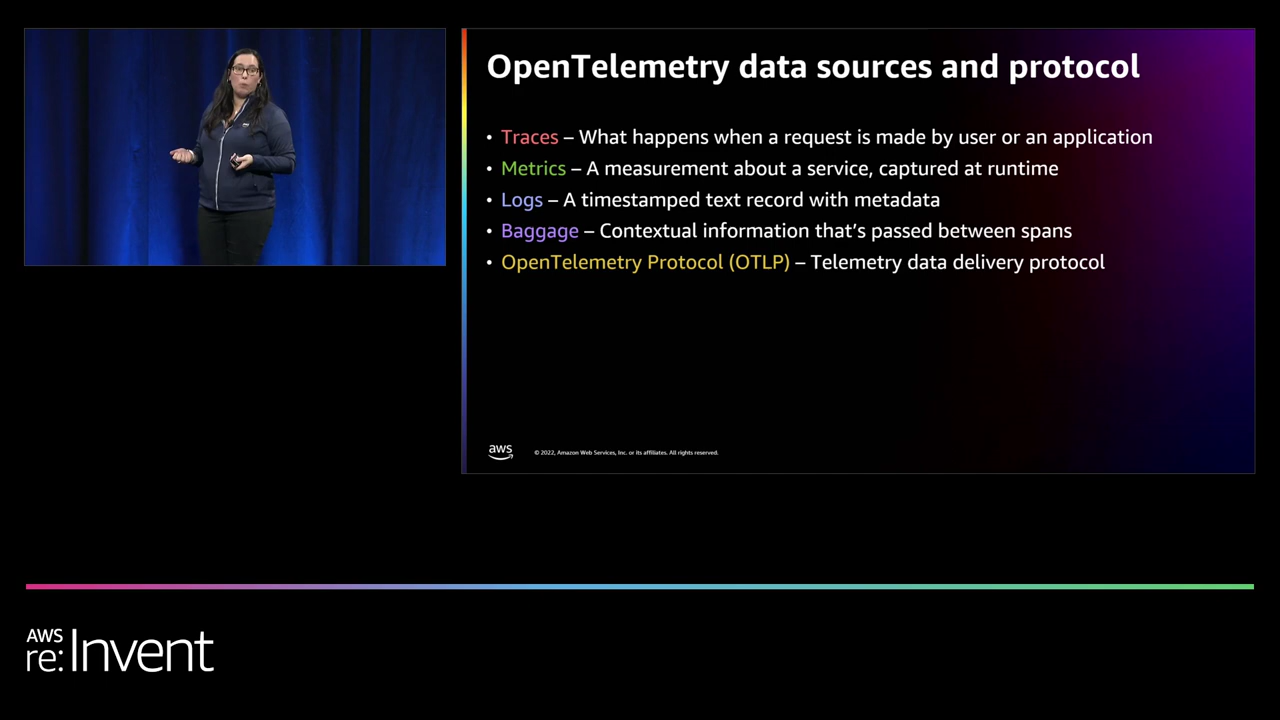 OpenTelemetry data sources and protocol
• Traces – What happens when a request is made by user or an application
• Metrics – A measurement about a service, captured at runtime
• Logs – A timestamped text record with metadata
• Baggage – Contextual information that’s passed between spans
• OpenTelemetry Protocol (OTLP) – Telemetry data delivery protocol
aws
© 2022, Amazon Web Services, Inc. or its affiliates. All rights reserved.
AWS
re:Invent